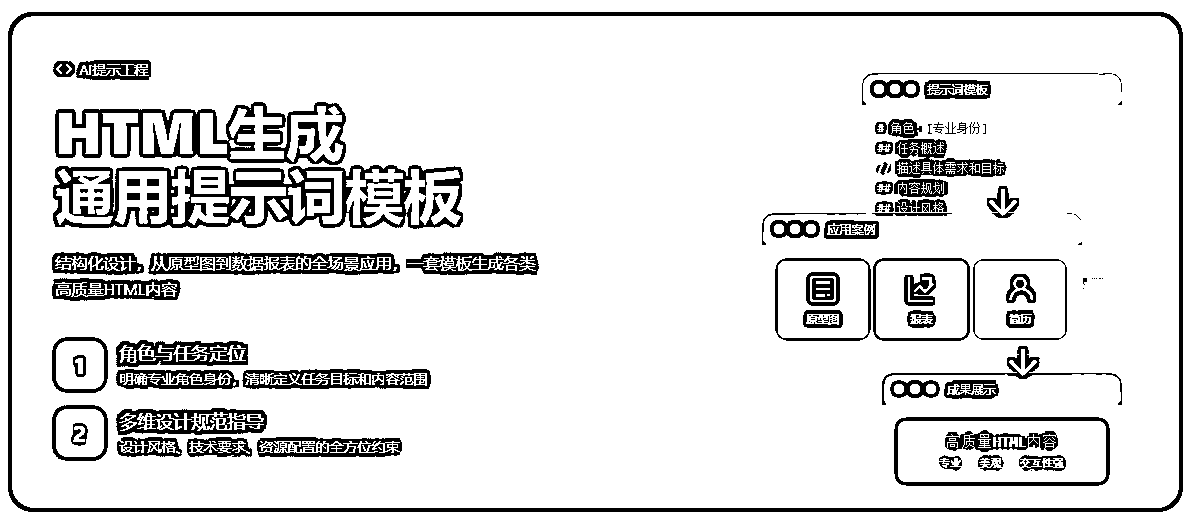 AI提示工程
HTML生成
通用提示词模板
结构化设计，从原型图到数据报表的全场景应用，一套模板生成各类
高质量HTML内容
1
角色与任务定位
明确专业角色身份，清晰定义任务目标和内容范围
2
多维设计规范指导
设计风格、技术要求、资源配置的全方位约束
提示词模板
# 角色: [专业身份]
## 任务概述
// 描述具体需求和目标
## 内容规划
## 设计风格
应用案例
原型图
报表
简历
成果展示
高质量HTML内容
专业 美观 交互性强